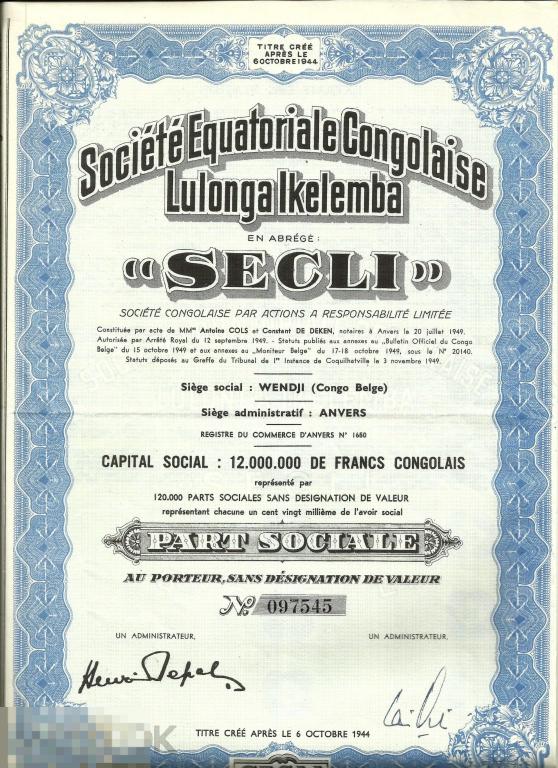 TITRE CRÉÉ
APRÈS LE
6 OCTOBRE 1944
Société Equatoriale Congolaise
Lulonga Ikelemba
EN ABRÉGÉ :
“SECLI”
SOCIÉTÉ CONGOLAISE PAR ACTIONS A RESPONSABILITÉ LIMITÉE
Constituée par acte de MMes Antoine COLS et Constant DE DEKEN, notaires à Anvers le 20 juillet 1949.
Autorisée par Arrêté Royal du 12 septembre 1949. - Statuts publiés aux annexes au „Bulletin Officiel du Congo
Belge" du 15 octobre 1949 et aux annexes au „Moniteur Belge" du 17-18 octobre 1949, sous le N° 20140.
Statuts déposés au Greffe du Tribunal de 1re Instance de Coquilhatville le 3 novembre 1949.
Siège social : WENDJI (Congo Belge)
Siège administratif : ANVERS
REGISTRE DU COMMERCE D'ANVERS N° 1680
CAPITAL SOCIAL : 12.000.000 DE FRANCS CONGOLAIS
représenté par
120.000 PARTS SOCIALES SANS DESIGNATION DE VALEUR
représentant chacune un cent vingt millième de l'avoir social
PART SOCIALE
AU PORTEUR, SANS DÉSIGNATION DE VALEUR
No. 097545
UN ADMINISTRATEUR, UN ADMINISTRATEUR,
TITRE CRÉÉ APRÈS LE 6 OCTOBRE 1944